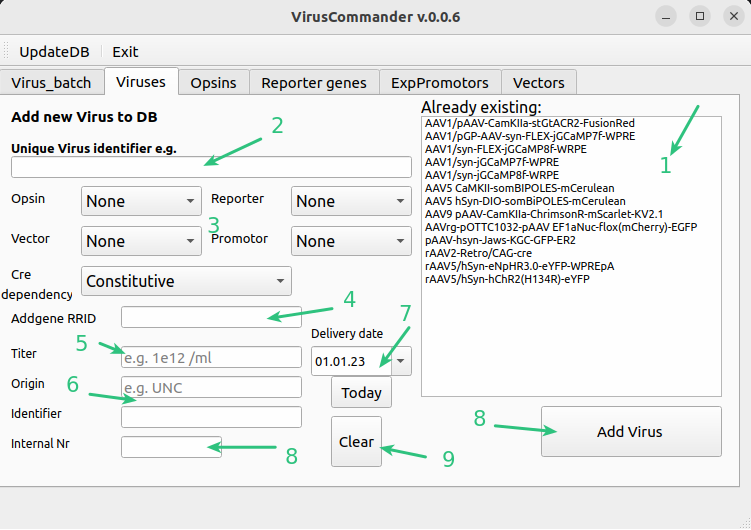 VirusCommander v.0.0.6
UpdateDB Exit
Virus_batch Viruses Opsins Reporter genes ExpPromotors Vectors
Add new Virus to DB
Already existing:
2
Unique Virus identifier e.g.
AAV1/pAAV-CamKIIa-stGtACR2-FusionRed
AAV1/pGP-AAV-syn-FLEX-jGCaMP7f-WPRE
AAV1/syn-FLEX-jGCaMP8f-WRPE
AAV1/syn-jGCaMP7f-WPRE
AAV1/syn-jGCaMP8f-WRPE
AAV5 CaMKII-somBIPOLES-mCerulean
AAV5 hSyn-DIO-somBiPOLES-mCerulean
AAV9 pAAV-CamKIIa-ChrimsonR-mScarlet-KV2.1
AAVrg-pOTTC1032-pAAV EF1aNuc-flox(mCherry)-EGFP
pAAV-hsyn-Jaws-KGC-GFP-ER2
rAAV2-Retro/CAG-cre
rAAV5/hSyn-eNpHR3.0-eYFP-WPREpA
rAAV5/hSyn-hChR2(H134R)-eYFP
1
Opsin None Reporter None
3
Vector None Promotor None
Cre
dependency Constitutive
Addgene RRID
4
Delivery date
7
Titer e.g. 1e12 /ml
5
01.01.23
Origin e.g. UNC
6
Today
Identifier
Internal Nr
8
Clear
9
8
Add Virus